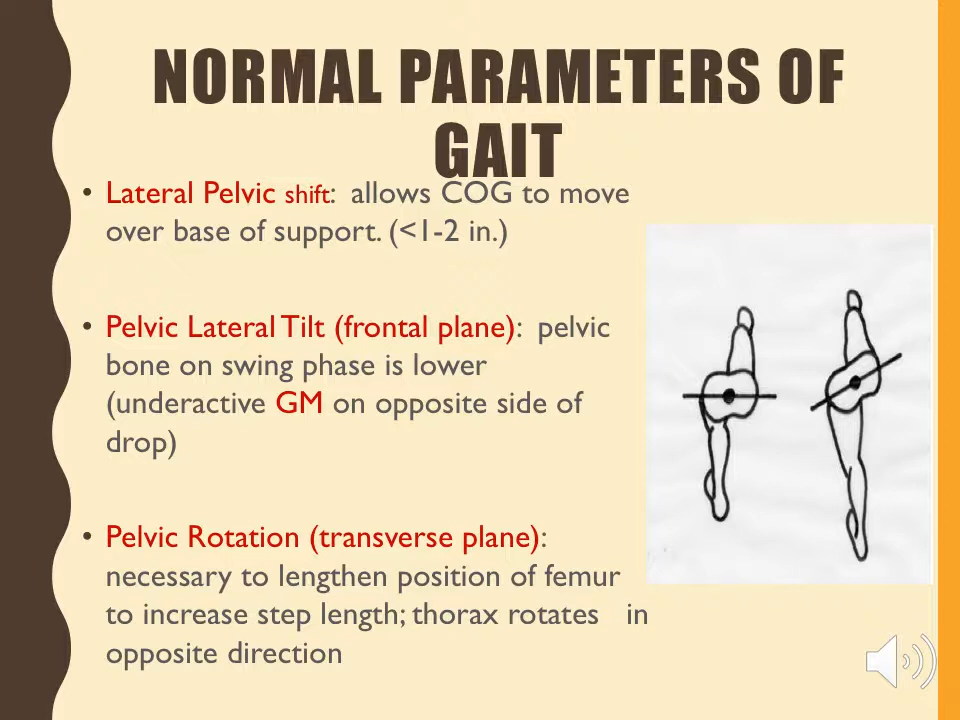 NORMAL PARAMETERS OF
GAIT
• Lateral Pelvic shift: allows COG to move
over base of support. (<1-2 in.)
• Pelvic Lateral Tilt (frontal plane): pelvic
bone on swing phase is lower
(underactive GM on opposite side of
drop)
• Pelvic Rotation (transverse plane):
necessary to lengthen position of femur
to increase step length; thorax rotates in
opposite direction